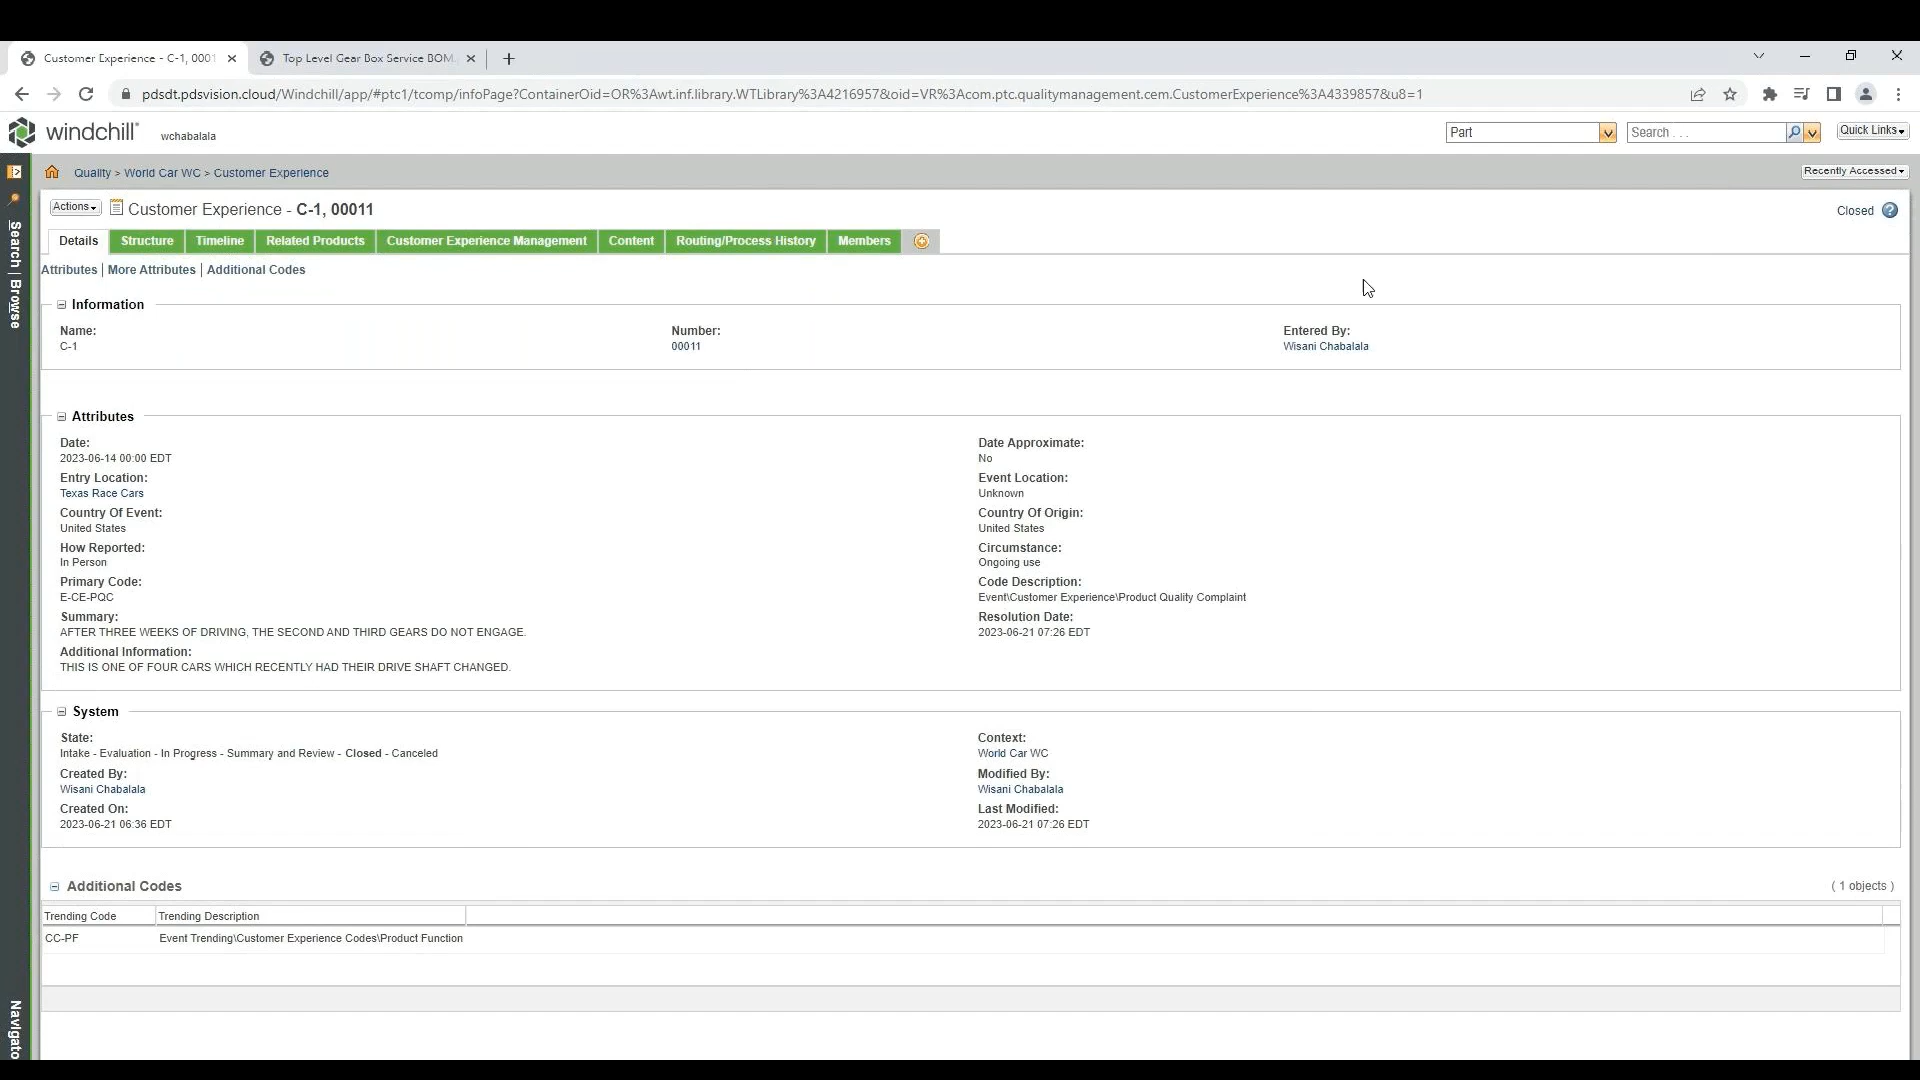 Customer Experience - C-1, 0001
Top Level Gear Box Service BOM
pdsdt.pdsvision.cloud/Windchill/app/#ptc1/tcomp/infoPage?ContainerOid=OR%3Awt.inf.library.WTLibrary%3A4216957&oid=VR%3Acom.ptc.qualitymanagement.cem.CustomerExperience%3A4339857&u8=1
windchill® wchabalala Part Search . . . Quick Links
Quality > World Car WC > Customer Experience Recently Accessed
Actions Customer Experience - C-1, 00011 Closed
Details Structure Timeline Related Products Customer Experience Management Content Routing/Process History Members
Attributes | More Attributes | Additional Codes
Search | Browse
Navigato
Information
Name: Number: Entered By:
C-1 00011 Wisani Chabalala
Attributes
Date: Date Approximate:
2023-06-14 00:00 EDT No
Entry Location: Event Location:
Texas Race Cars Unknown
Country Of Event: Country Of Origin:
United States United States
How Reported: Circumstance:
In Person Ongoing use
Primary Code: Code Description:
E-CE-PQC Event\Customer Experience\Product Quality Complaint
Summary: Resolution Date:
AFTER THREE WEEKS OF DRIVING, THE SECOND AND THIRD GEARS DO NOT ENGAGE. 2023-06-21 07:26 EDT
Additional Information:
THIS IS ONE OF FOUR CARS WHICH RECENTLY HAD THEIR DRIVE SHAFT CHANGED.
System
State: Context:
Intake - Evaluation - In Progress - Summary and Review - Closed - Canceled World Car WC
Created By: Modified By:
Wisani Chabalala Wisani Chabalala
Created On: Last Modified:
2023-06-21 06:36 EDT 2023-06-21 07:26 EDT
Additional Codes ( 1 objects )
Trending Code Trending Description
CC-PF Event Trending\Customer Experience Codes\Product Function